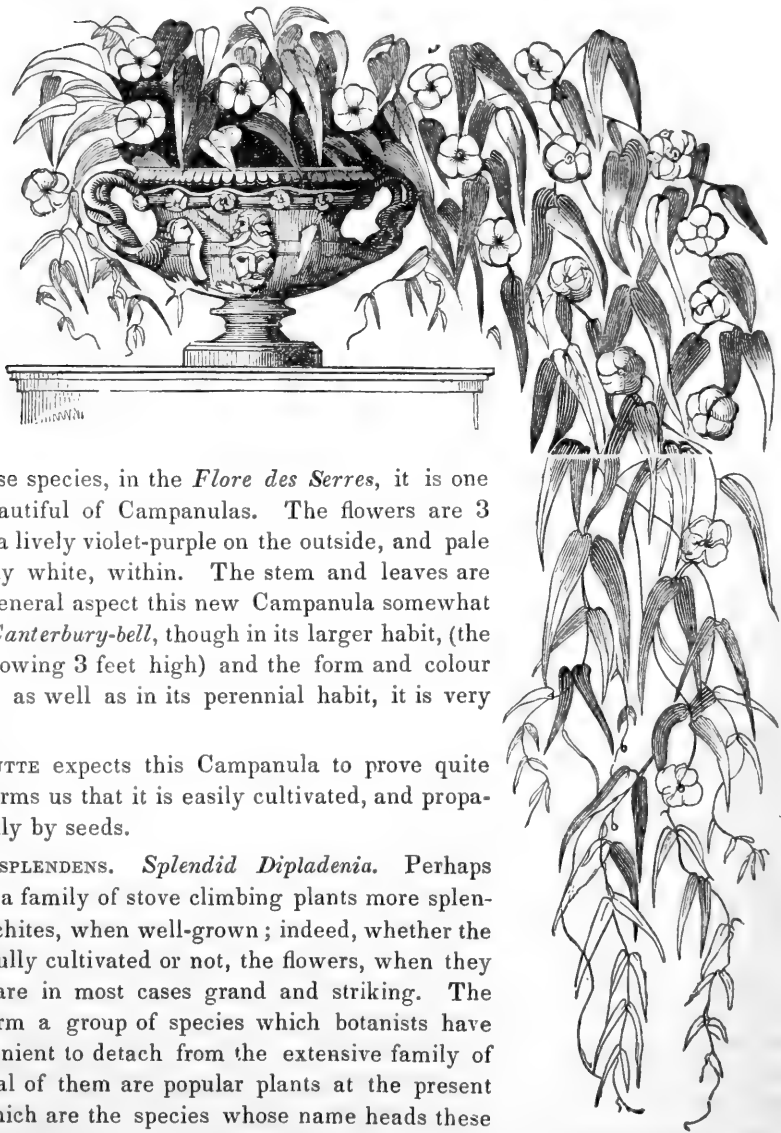 se species, in the Flore des Serres, it is one
autiful of Campanulas. The flowers are 3
a lively violet-purple on the outside, and pale
y white, within. The stem and leaves are
eneral aspect this new Campanula somewhat
Canterbury-bell, though in its larger habit, (the
owing 3 feet high) and the form and colour
as well as in its perennial habit, it is very
UTTE expects this Campanula to prove quite
rms us that it is easily cultivated, and propa-
lly by seeds.
SPLENDENS. Splendid Dipladenia. Perhaps
a family of stove climbing plants more splen-
chites, when well-grown; indeed, whether the
ully cultivated or not, the flowers, when they
are in most cases grand and striking. The
rm a group of species which botanists have
nient to detach from the extensive family of
al of them are popular plants at the present
hich are the species whose name heads these